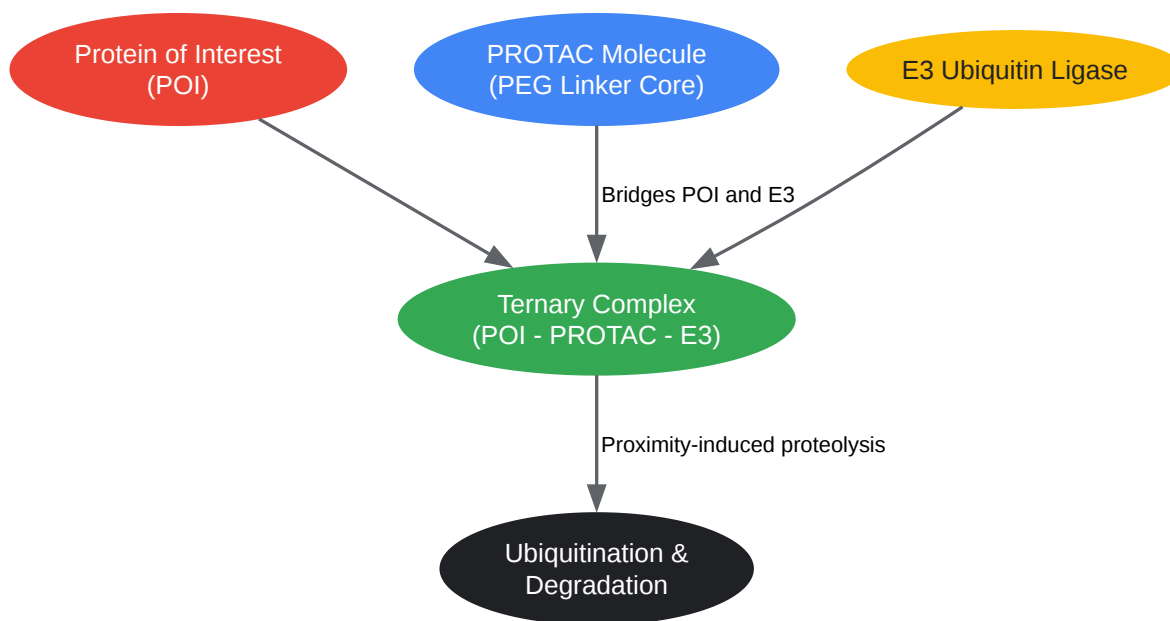 Protein of Interest
(POI)
PROTAC Molecule
(PEG Linker Core)
E3 Ubiquitin Ligase
Bridges POI and E3
Ternary Complex
(POI - PROTAC - E3)
Proximity-induced proteolysis
Ubiquitination &
Degradation